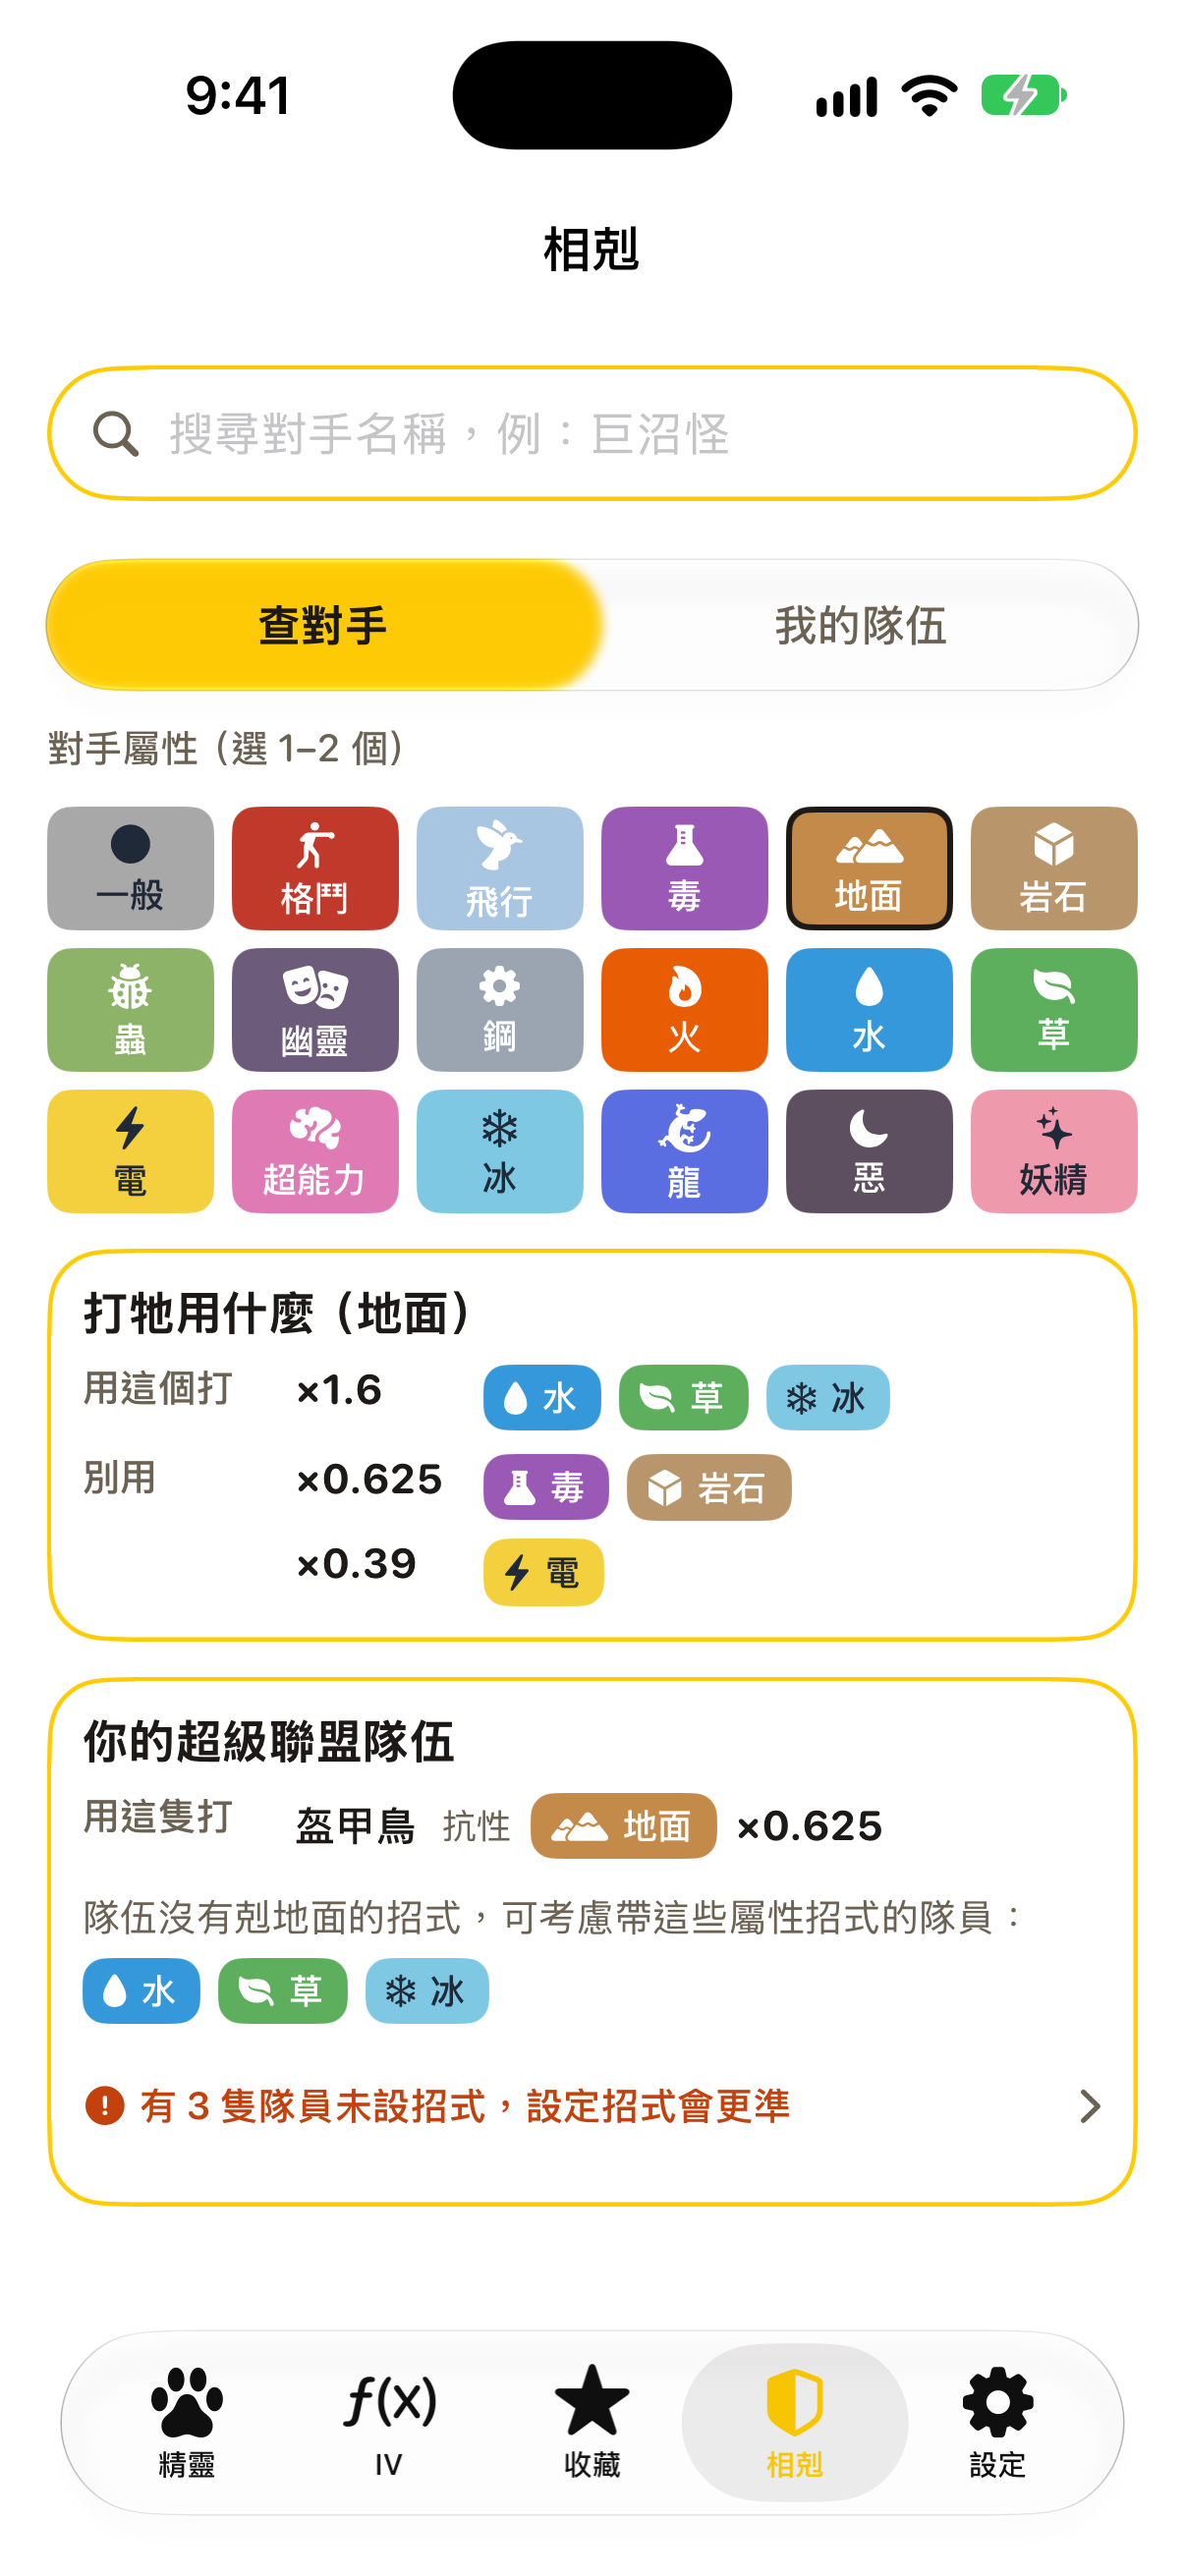 9:41
相剋
搜尋對手名稱，例：巨沼怪
查對手 我的隊伍
對手屬性（選 1–2 個）
一般 格鬥 飛行 毒 地面 岩石
蟲 幽靈 鋼 火 水 草
電 超能力 冰 龍 惡 妖精
打牠用什麼（地面）
用這個打 ×1.6 水 草 冰
別用 ×0.625 毒 岩石
×0.39 電
你的超級聯盟隊伍
用這隻打 盔甲鳥 抗性 地面 ×0.625
隊伍沒有剋地面的招式，可考慮帶這些屬性招式的隊員：
水 草 冰
有 3 隻隊員未設招式，設定招式會更準
ƒ(x)
精靈 IV 收藏 相剋 設定